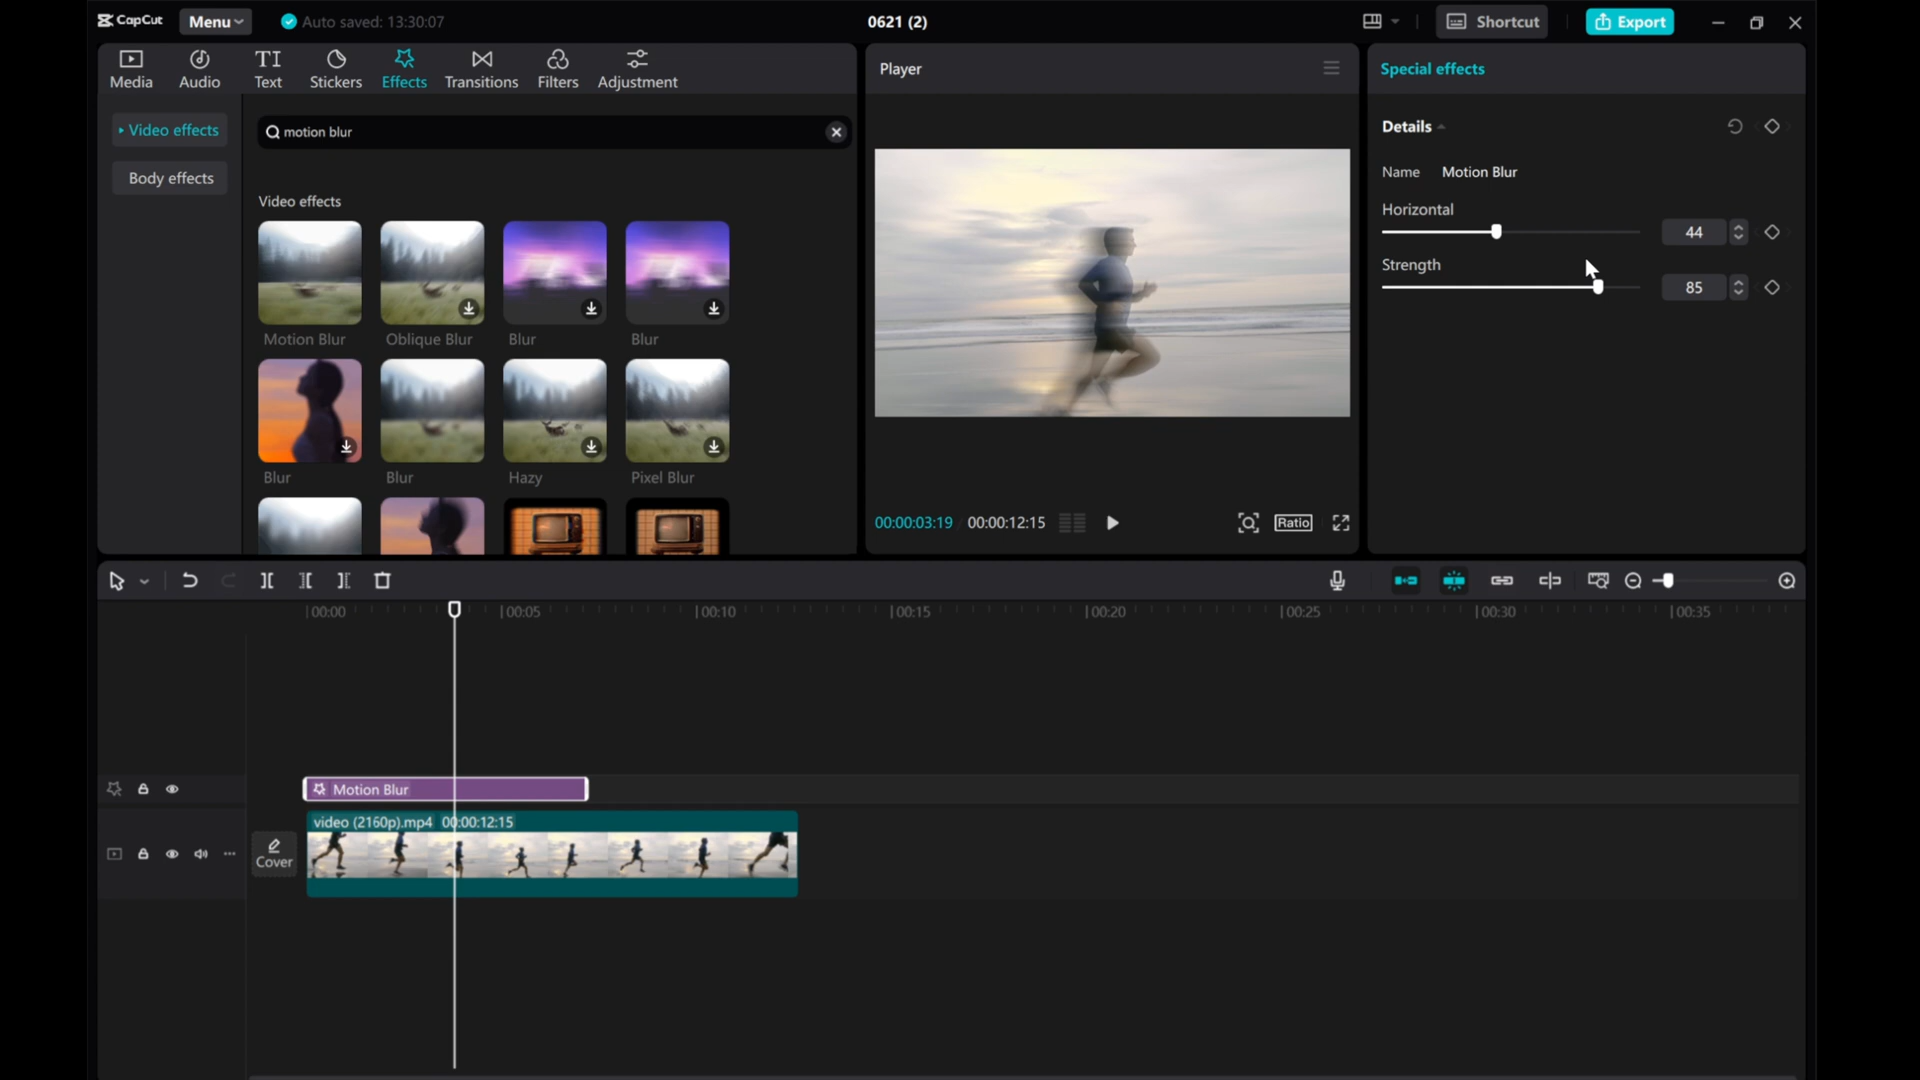 CapCut
Menu
Auto saved: 13:30:07
0621 (2)
Shortcut
Export
Media
Audio
TI
Text
Stickers
Effects
Transitions
Filters
Adjustment
Player
Special effects
Video effects
Body effects
motion blur
Video effects
Motion Blur
Oblique Blur
Blur
Blur
Blur
Blur
Hazy
Pixel Blur
00:00:03:19
00:00:12:15
Ratio
Details
Name
Motion Blur
Horizontal
44
Strength
85
00:00
00:05
00:10
00:15
00:20
00:25
00:30
00:35
Motion Blur
video (2160p).mp4 00:00:12:15
Cover